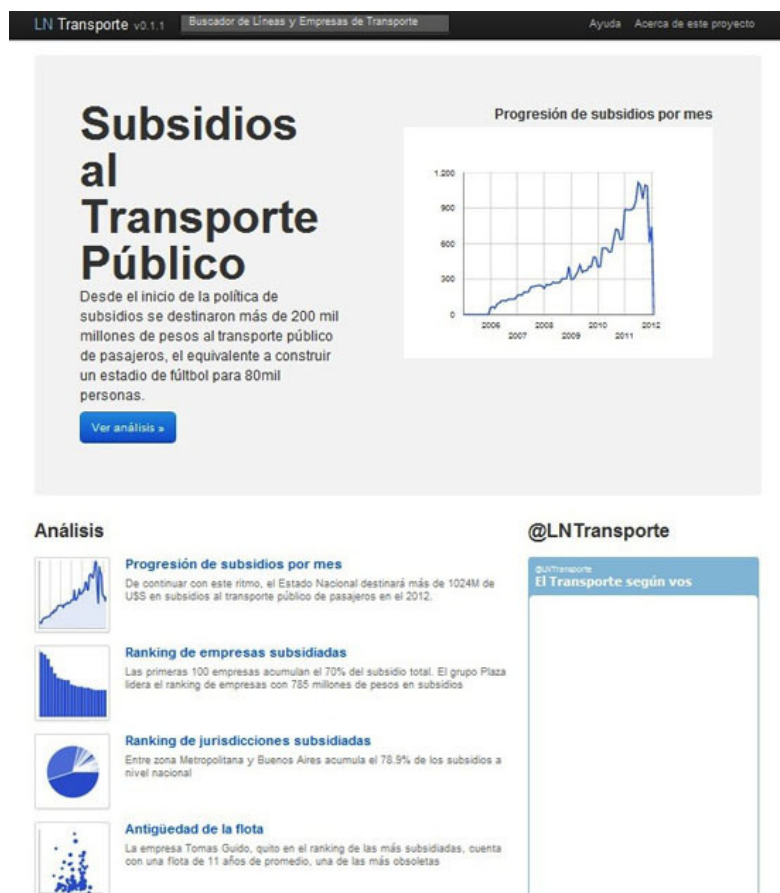 LN Transporte v0.1.1
Buscador de Lineas y Empresas de Transporte
Ayuda
Acerca de este proyecto
Subsidios
al
Transporte
Público
Desde el inicio de la política de
subsidios se destinaron más de 200 mil
millones de pesos al transporte público
de pasajeros, el equivalente a construir
un estadio de fúltbol para 80mil
personas.
Ver análisis »
Progresión de subsidios por mes
1.200
900
600
300
0
2006
2007
2008
2009
2010
2011
2012
Análisis
Progresión de subsidios por mes
De continuar con este ritmo, el Estado Nacional destinará más de 1024M de
U$S en subsidios al transporte público de pasajeros en el 2012.
Ranking de empresas subsidiadas
Las primeras 100 empresas acumulan el 70% del subsidio total. El grupo Plaza
lidera el ranking de empresas con 785 millones de pesos en subsidios
Ranking de jurisdicciones subsidiadas
Entre zona Metropolitana y Buenos Aires acumula el 78.9% de los subsidios a
nivel nacional
Antigüedad de la flota
La empresa Tomas Guido, quito en el ranking de las más subsidiadas, cuenta
con una flota de 11 años de promedio, una de las más obsoletas
@LNTransporte
@LNTransporte
El Transporte según vos